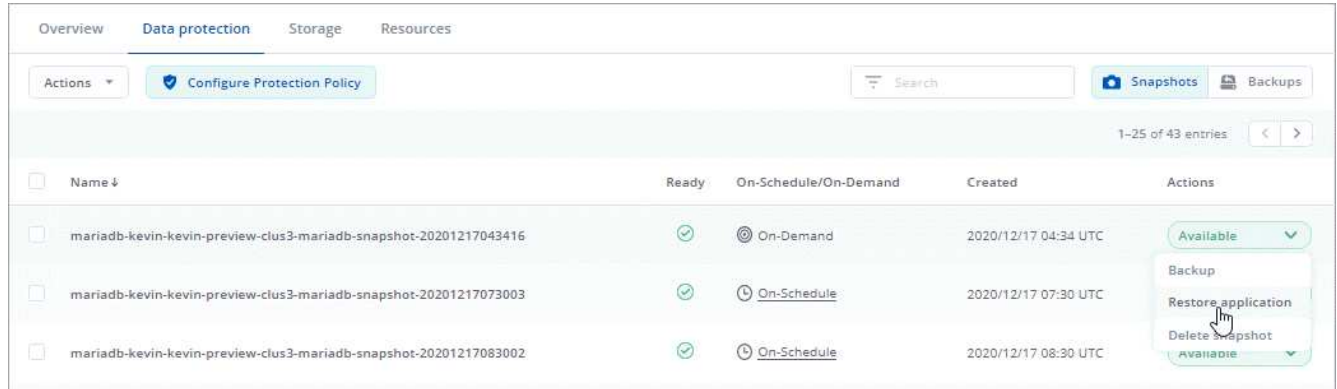 Overview Data protection Storage Resources
Actions Configure Protection Policy Search Snapshots Backups
1-25 of 43 entries
Name↓ Ready On-Schedule/On-Demand Created Actions
mariadb-kevin-kevin-preview-clus3-mariadb-snapshot-20201217043416 On-Demand 2020/12/17 04:34 UTC Available
Backup
mariadb-kevin-kevin-preview-clus3-mariadb-snapshot-20201217073003 On-Schedule 2020/12/17 07:30 UTC
Restore application
Delete snapshot
mariadb-kevin-kevin-preview-clus3-mariadb-snapshot-20201217083002 On-Schedule 2020/12/17 08:30 UTC Available